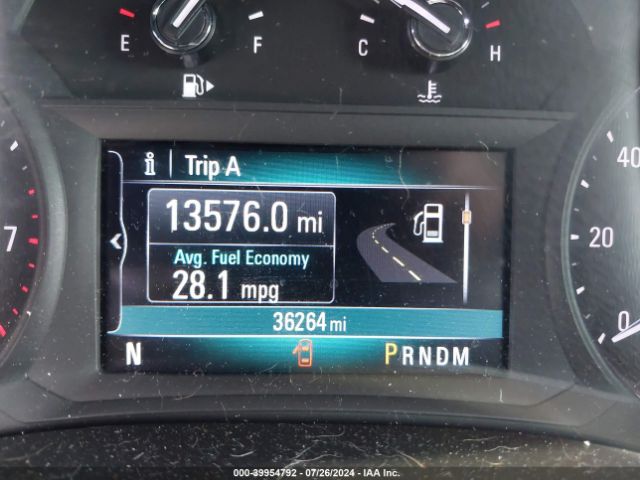 E F C H
i Trip A
13576.0 mi
Avg. Fuel Economy
28.1 mpg
36264 mi
N PRNDM
7
40
20
0
000-39954792 / 07/26/2024 / IAA Inc.